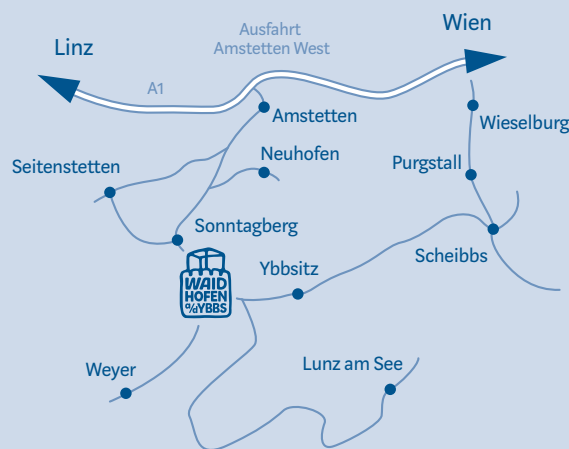 Ausfahrt
Amstetten West
Linz
Wien
A1
Amstetten
Wieselburg
Neuhofen
Purgstall
Seitenstetten
Sonntagberg
Scheibbs
Ybbsitz
WAID
HOFEN
a/d YBBS
Lunz am See
Weyer